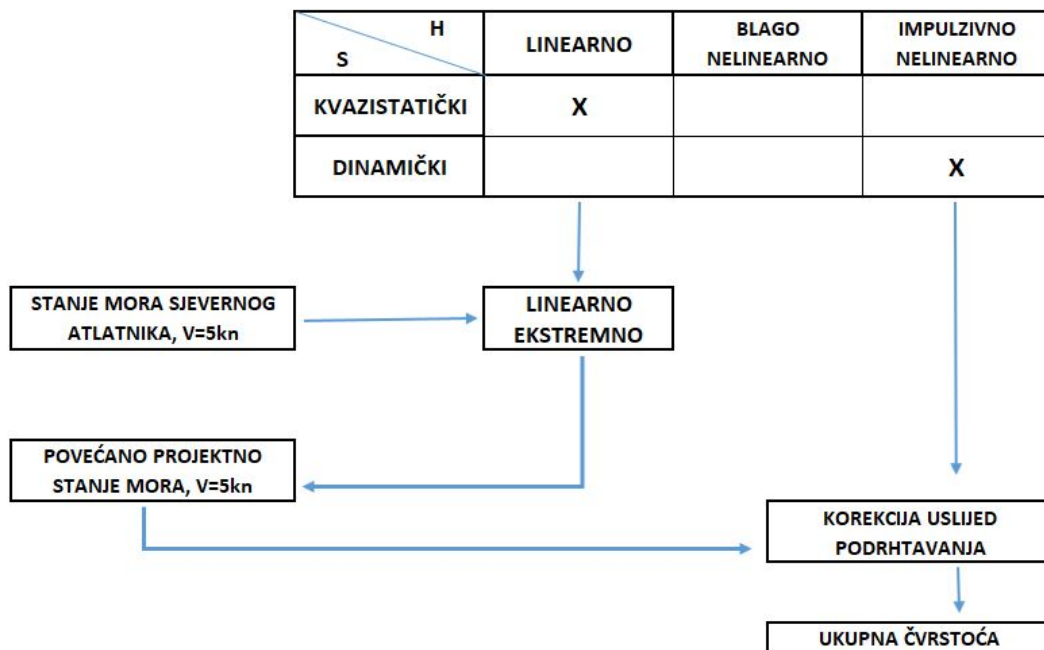 H
S
LINEARNO
BLAGO
NELINEARNO
IMPULZIVNO
NELINEARNO
KVAZISTATIČKI
X
DINAMIČKI
X
STANJE MORA SJEVERNOG
ATLATNIKA, V=5kn
LINEARNO
EKSTREMNO
POVEĆANO PROJEKTNO
STANJE MORA, V=5kn
KOREKCIJA USLIJED
PODRHTAVANJA
UKUPNA ČVRSTOĆA